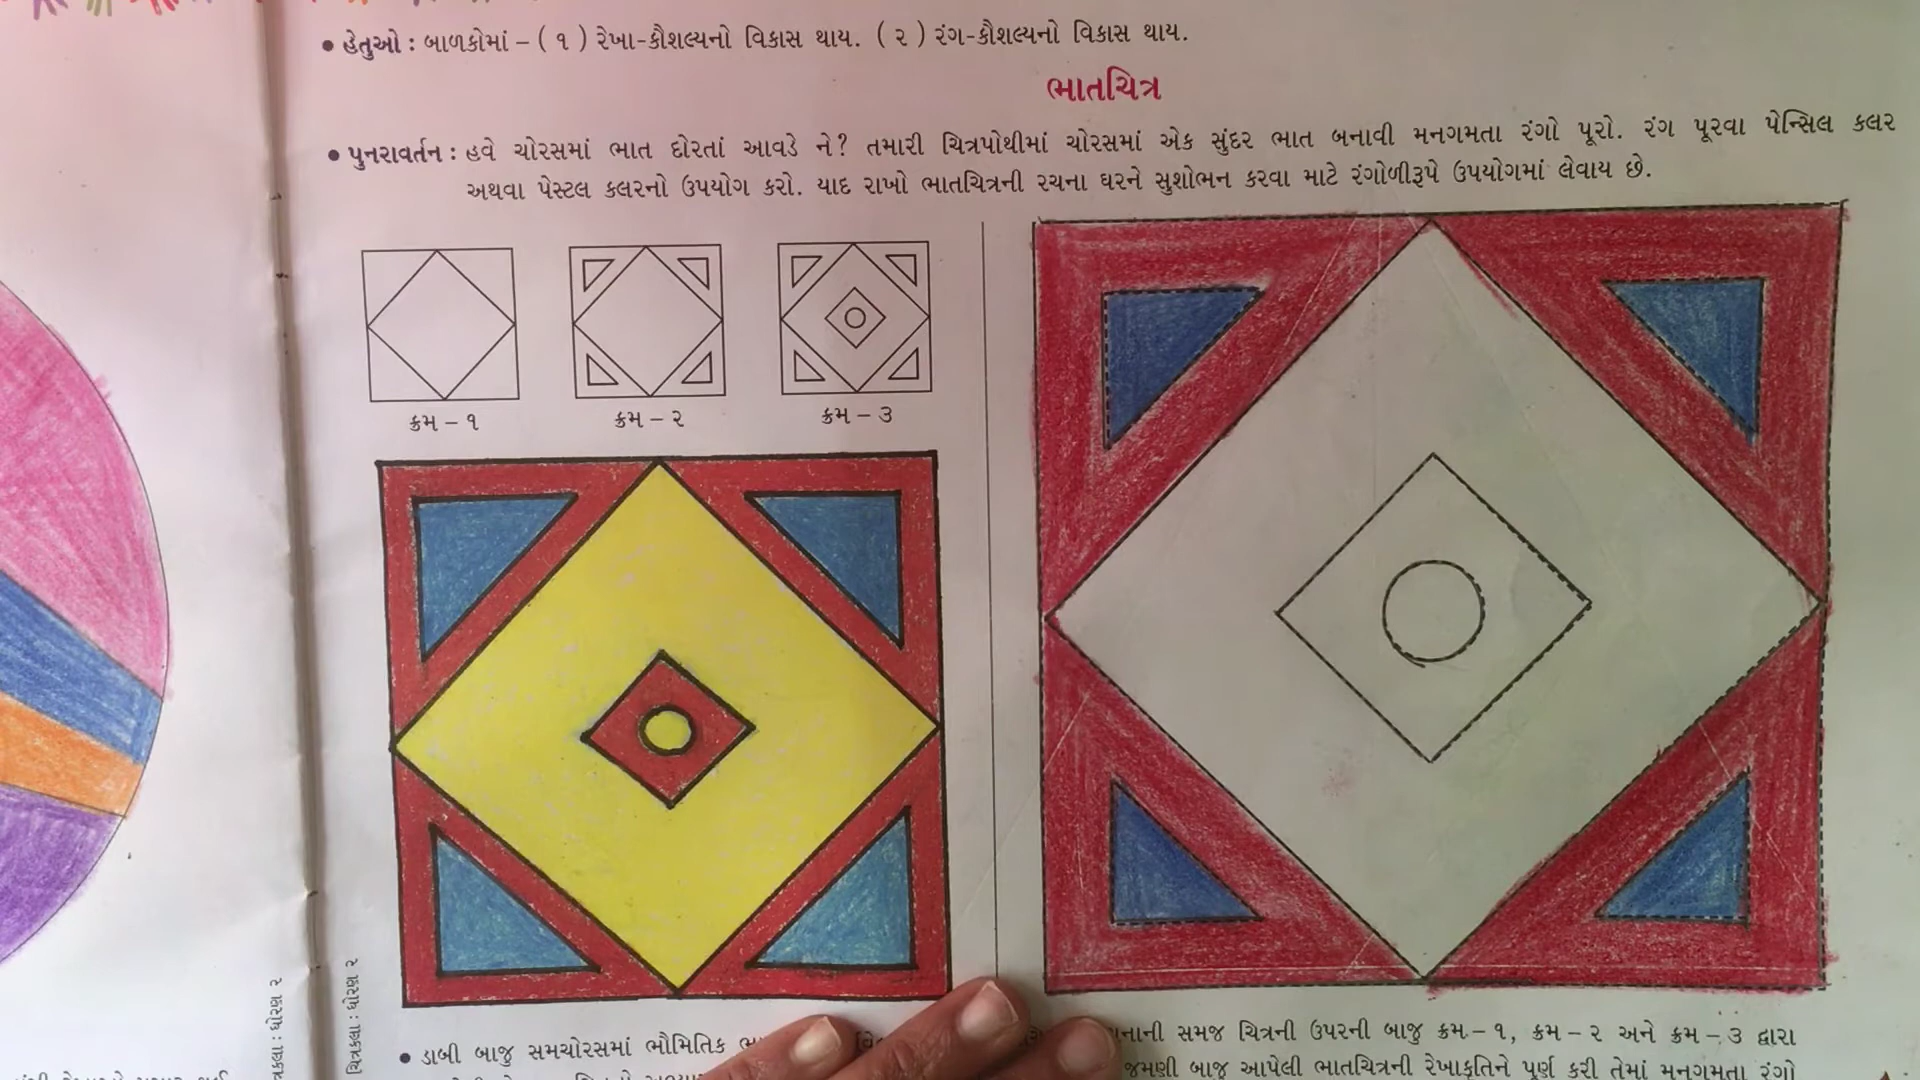 • હેતુઓ : બાળકોમાં – ( ૧ ) રેખા-કૌશલ્યનો વિકાસ થાય. ( ૨ ) રંગ-કૌશલ્યનો વિકાસ થાય.
ભાતચિત્ર
• પુનરાવર્તન : હવે ચોરસમાં ભાત દોરતાં આવડે ને? તમારી ચિત્રપોથીમાં ચોરસમાં એક સુંદર ભાત બનાવી મનગમતા રંગો પૂરો. રંગ પૂરવા પેન્સિલ કલર
અથવા પેસ્ટલ કલરનો ઉપયોગ કરો. યાદ રાખો ભાતચિત્રની રચના ઘરને સુશોભન કરવા માટે રંગોળીરૂપે ઉપયોગમાં લેવાય છે.
ક્રમ – ૧
ક્રમ – ૨
ક્રમ – ૩
ચિત્રકલા : ધોરણ ૨
ત્રકલા : ધોરણ ૨
• ડાબી બાજુ સમચોરસમાં ભૌમિતિક
નાની સમજ ચિત્રની ઉપરની બાજુ ક્રમ – ૧, ક્રમ – ૨ અને ક્રમ – ૩ દ્વારા
જમણી બાજુ આપેલી ભાતચિત્રની રેખાકૃતિને પૂર્ણ કરી તેમાં મનગમતા રંગો